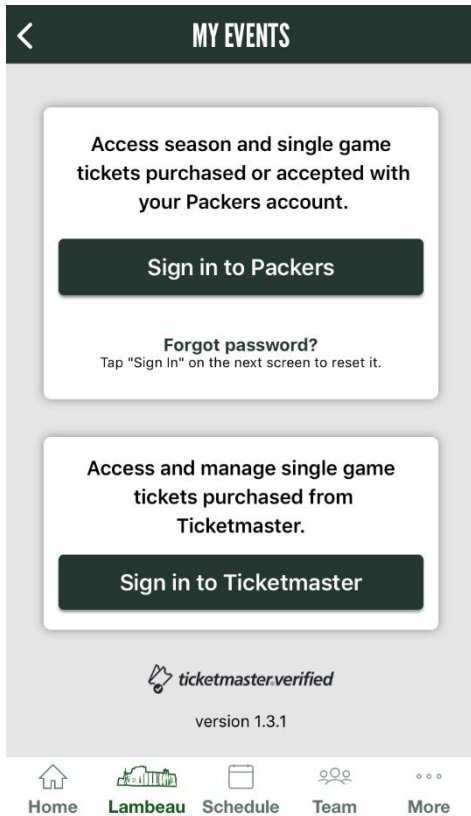 MY EVENTS
Access season and single game
tickets purchased or accepted with
your Packers account.
Sign in to Packers
Forgot password?
Tap "Sign In" on the next screen to reset it.
Access and manage single game
tickets purchased from
Ticketmaster.
Sign in to Ticketmaster
ticketmaster verified
version 1.3.1
Home Lambeau Schedule Team More